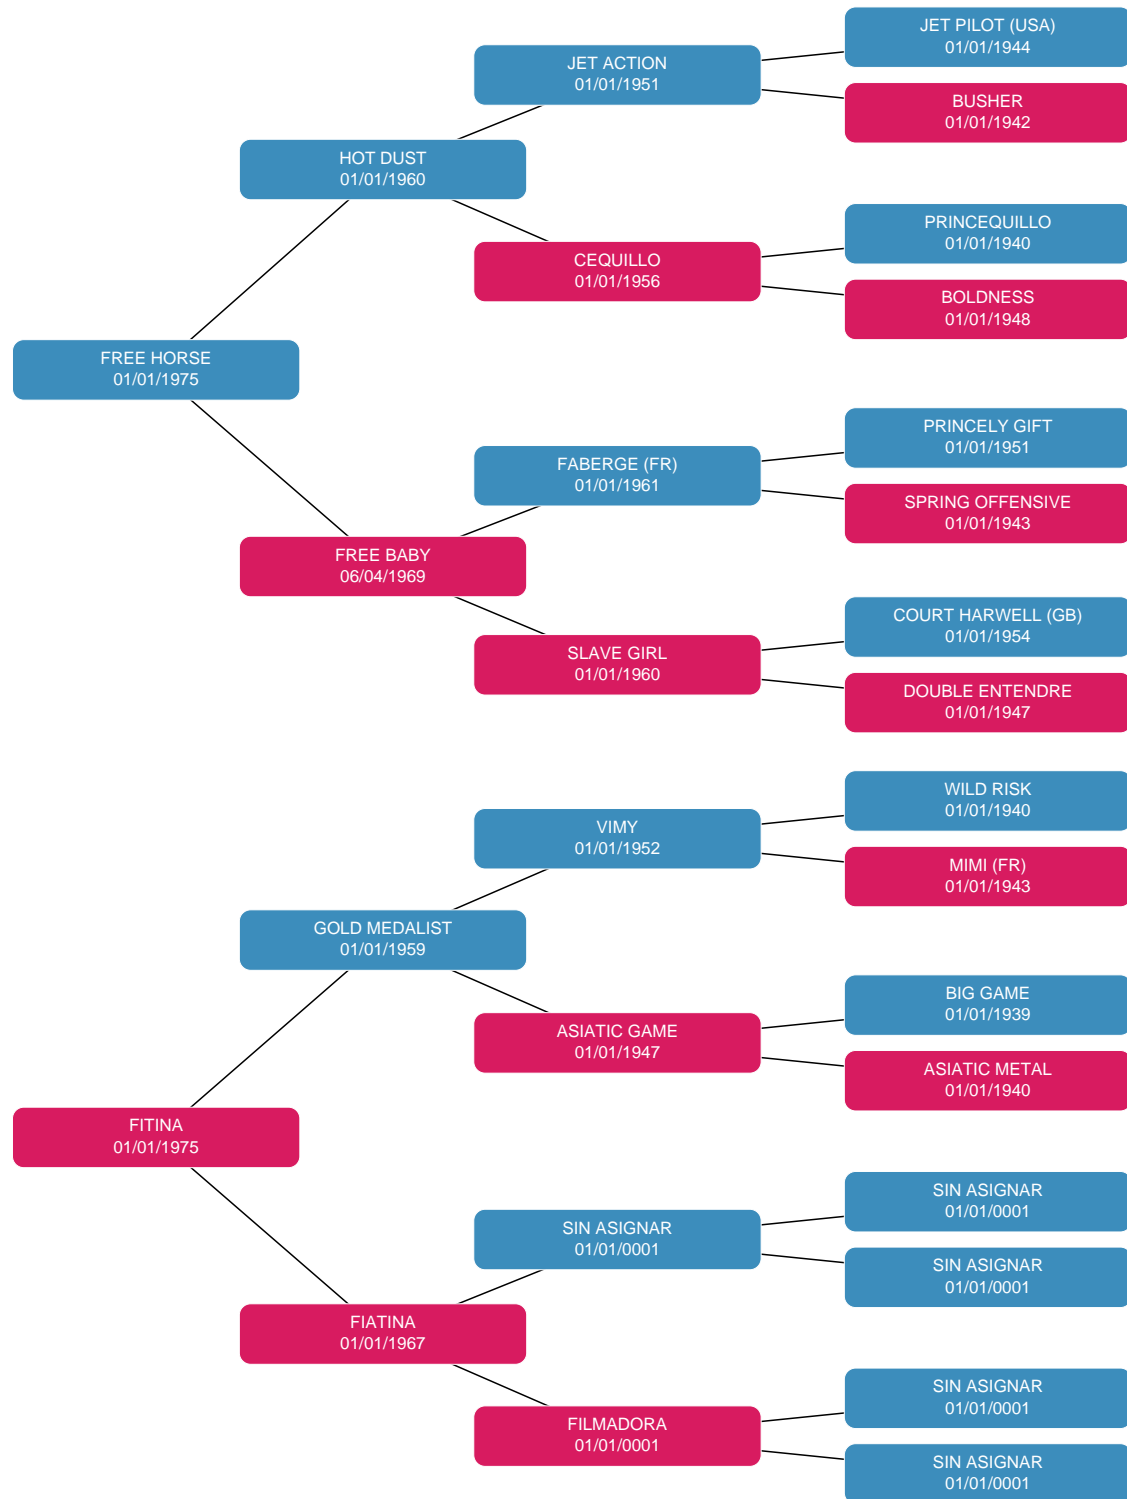 JET PILOT (USA)
01/01/1944
JET ACTION
01/01/1951
BUSHER
01/01/1942
HOT DUST
01/01/1960
PRINCEQUILLO
01/01/1940
CEQUILLO
01/01/1956
BOLDNESS
01/01/1948
FREE HORSE
01/01/1975
PRINCELY GIFT
01/01/1951
FABERGE (FR)
01/01/1961
SPRING OFFENSIVE
01/01/1943
FREE BABY
06/04/1969
COURT HARWELL (GB)
01/01/1954
SLAVE GIRL
01/01/1960
DOUBLE ENTENDRE
01/01/1947
WILD RISK
01/01/1940
VIMY
01/01/1952
MIMI (FR)
01/01/1943
GOLD MEDALIST
01/01/1959
BIG GAME
01/01/1939
ASIATIC GAME
01/01/1947
ASIATIC METAL
01/01/1940
FITINA
01/01/1975
SIN ASIGNAR
01/01/0001
SIN ASIGNAR
01/01/0001
SIN ASIGNAR
01/01/0001
FIATINA
01/01/1967
SIN ASIGNAR
01/01/0001
FILMADORA
01/01/0001
SIN ASIGNAR
01/01/0001